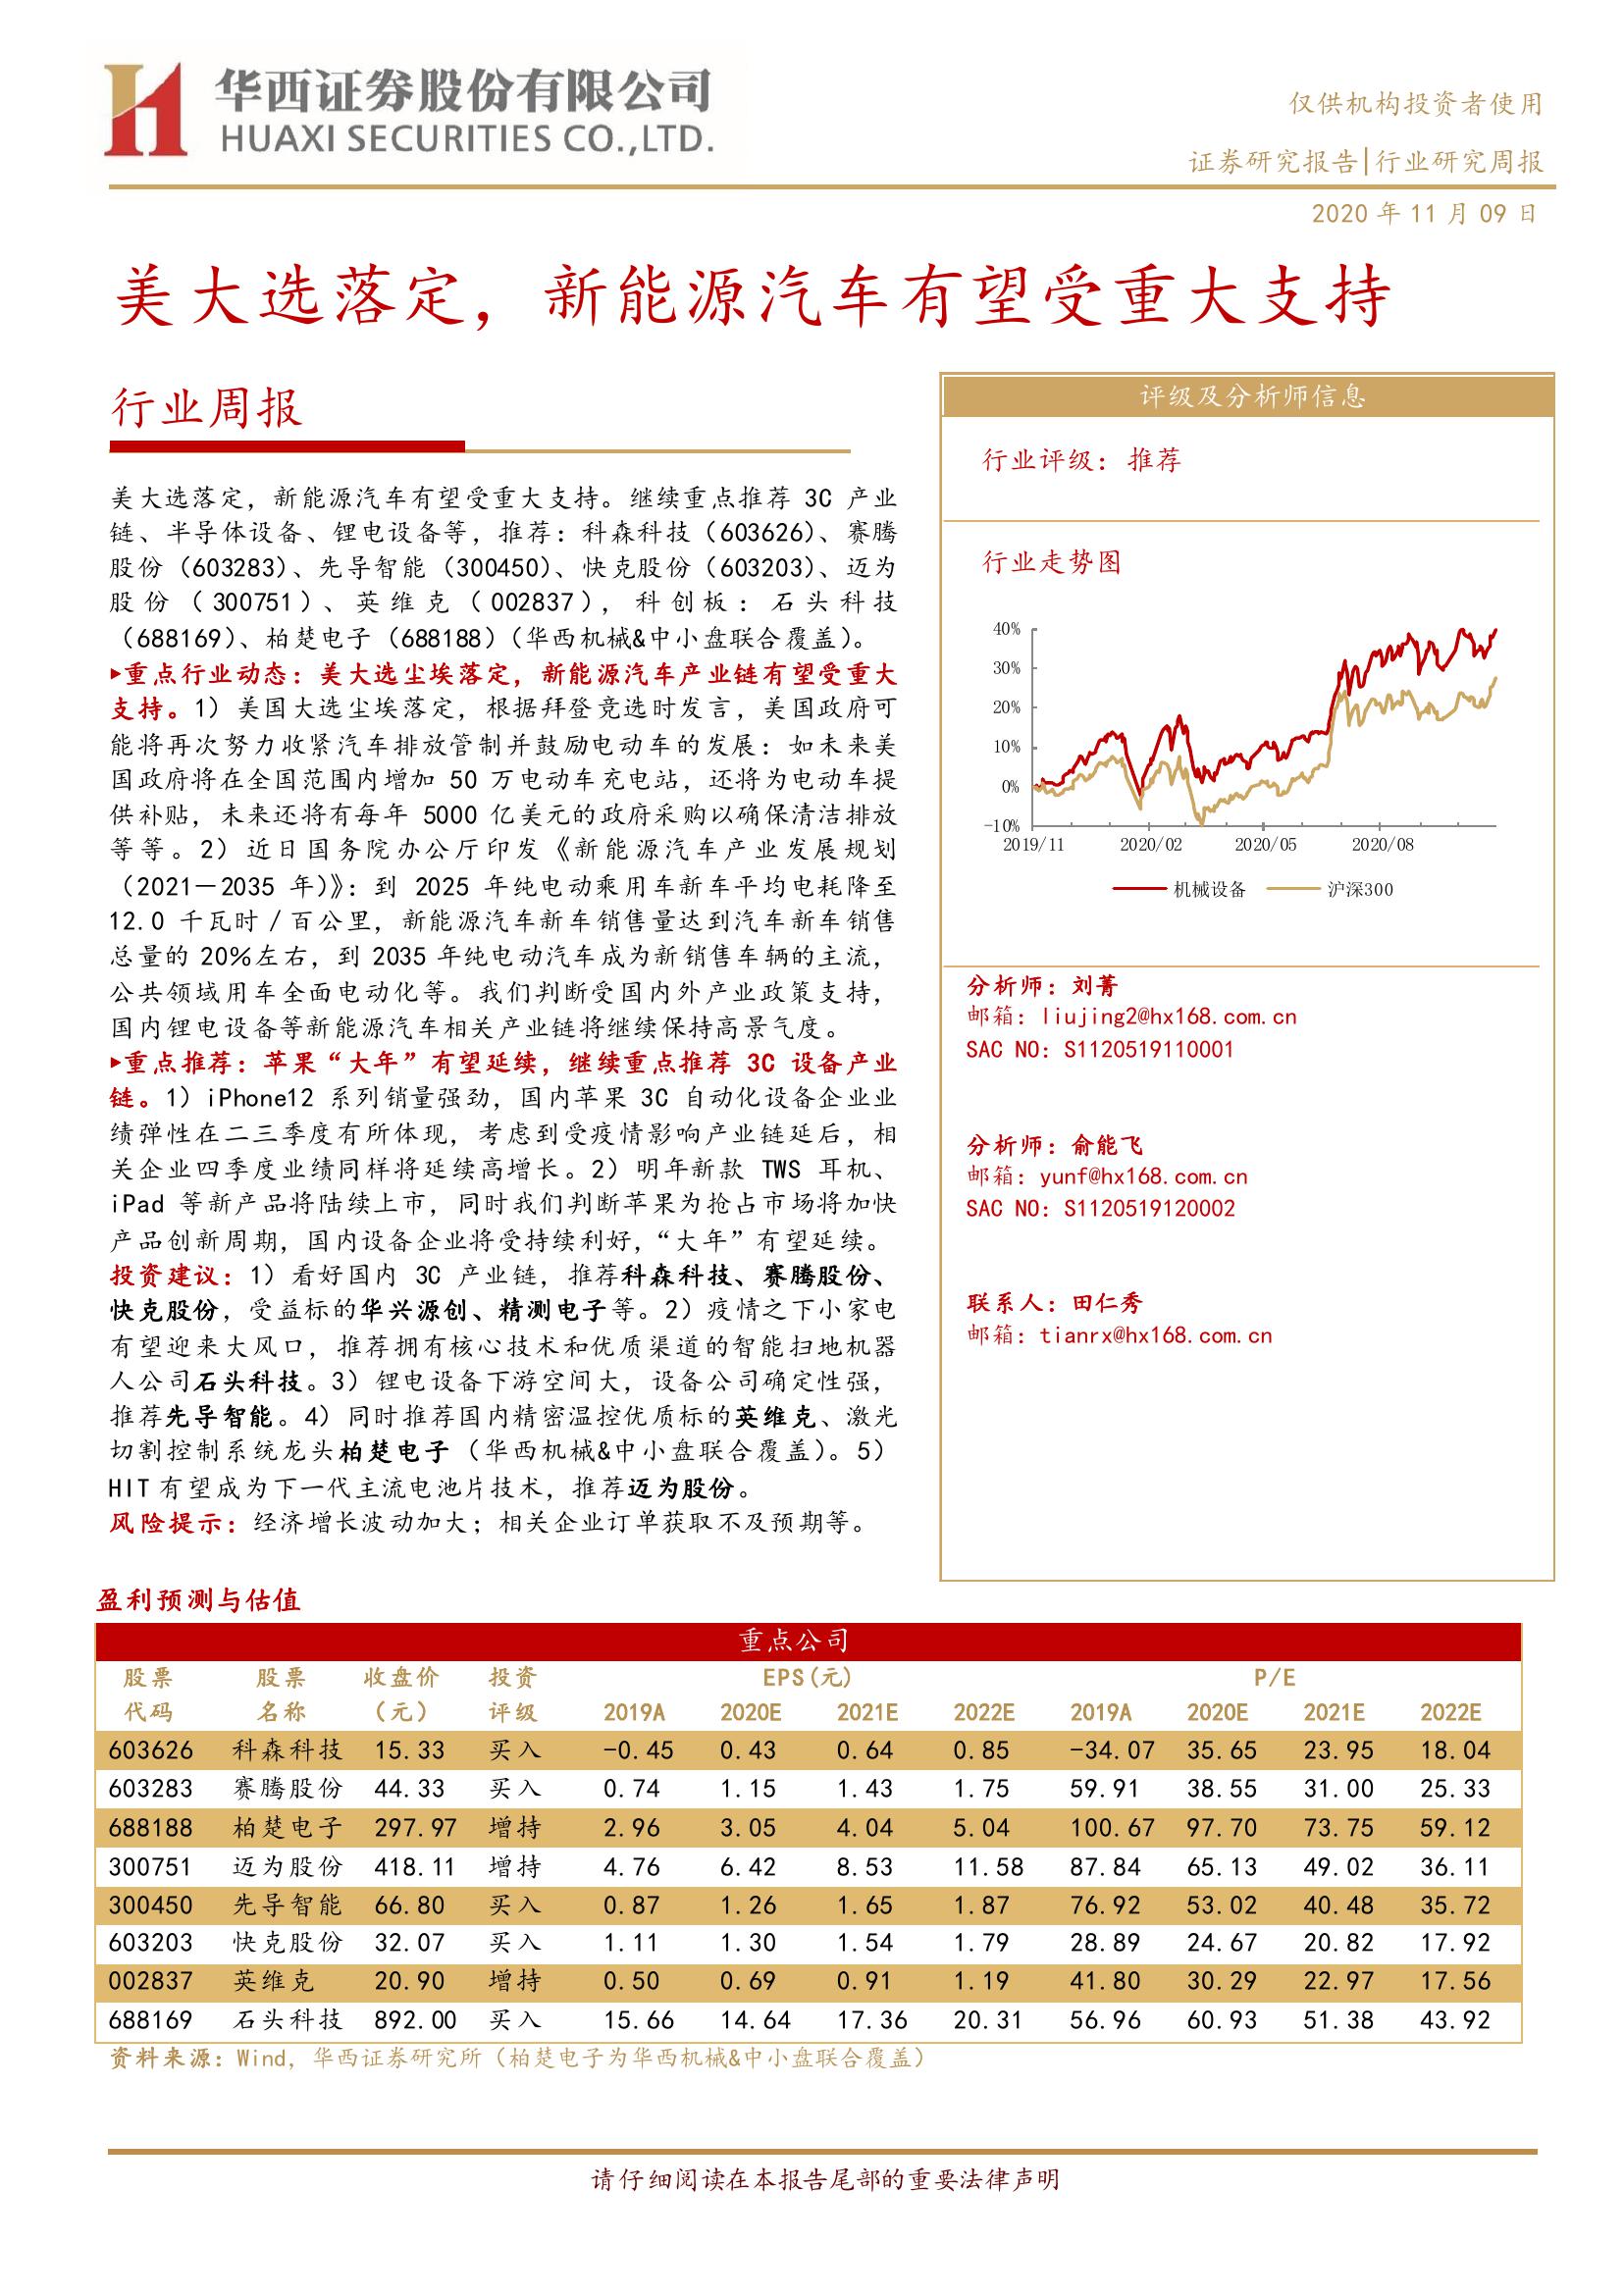 华西证券股份有限公司
HUAXI SECURITIES CO.,LTD.
仅供机构投资者使用
证券研究报告|行业研究周报
2020 年 11 月 09 日
美大选落定，新能源汽车有望受重大支持
行业周报
美大选落定，新能源汽车有望受重大支持。继续重点推荐 3C 产业
链、半导体设备、锂电设备等，推荐：科森科技（603626）、赛腾
股份（603283）、先导智能（300450）、快克股份（603203）、迈为
股份（300751）、英维克（002837），科创板：石头科技
（688169）、柏楚电子（688188）（华西机械&中小盘联合覆盖）。
▸重点行业动态：美大选尘埃落定，新能源汽车产业链有望受重大
支持。1）美国大选尘埃落定，根据拜登竞选时发言，美国政府可
能将再次努力收紧汽车排放管制并鼓励电动车的发展：如未来美
国政府将在全国范围内增加 50 万电动车充电站，还将为电动车提
供补贴，未来还将有每年 5000 亿美元的政府采购以确保清洁排放
等等。2）近日国务院办公厅印发《新能源汽车产业发展规划
（2021－2035 年）》：到 2025 年纯电动乘用车新车平均电耗降至
12.0 千瓦时／百公里，新能源汽车新车销售量达到汽车新车销售
总量的 20%左右，到 2035 年纯电动汽车成为新销售车辆的主流，
公共领域用车全面电动化等。我们判断受国内外产业政策支持，
国内锂电设备等新能源汽车相关产业链将继续保持高景气度。
▸重点推荐：苹果“大年”有望延续，继续重点推荐 3C 设备产业
链。1）iPhone12 系列销量强劲，国内苹果 3C 自动化设备企业业
绩弹性在二三季度有所体现，考虑到受疫情影响产业链延后，相
关企业四季度业绩同样将延续高增长。2）明年新款 TWS 耳机、
iPad 等新产品将陆续上市，同时我们判断苹果为抢占市场将加快
产品创新周期，国内设备企业将受持续利好，“大年”有望延续。
投资建议：1）看好国内 3C 产业链，推荐科森科技、赛腾股份、
快克股份，受益标的华兴源创、精测电子等。2）疫情之下小家电
有望迎来大风口，推荐拥有核心技术和优质渠道的智能扫地机器
人公司石头科技。3）锂电设备下游空间大，设备公司确定性强，
推荐先导智能。4）同时推荐国内精密温控优质标的英维克、激光
切割控制系统龙头柏楚电子（华西机械&中小盘联合覆盖）。5）
HIT 有望成为下一代主流电池片技术，推荐迈为股份。
风险提示：经济增长波动加大；相关企业订单获取不及预期等。
评级及分析师信息
行业评级：推荐
行业走势图
40%
30%
20%
10%
0%
-10%
2019/11 2020/02 2020/05 2020/08
机械设备 沪深300
分析师：刘菁
邮箱：liujing2@hx168.com.cn
SAC NO：S1120519110001
分析师：俞能飞
邮箱：yunf@hx168.com.cn
SAC NO：S1120519120002
联系人：田仁秀
邮箱：tianrx@hx168.com.cn
盈利预测与估值
重点公司
股票 股票 收盘价 投资 EPS(元) P/E
代码 名称 （元） 评级 2019A 2020E 2021E 2022E 2019A 2020E 2021E 2022E
603626 科森科技 15.33 买入 -0.45 0.43 0.64 0.85 -34.07 35.65 23.95 18.04
603283 赛腾股份 44.33 买入 0.74 1.15 1.43 1.75 59.91 38.55 31.00 25.33
688188 柏楚电子 297.97 增持 2.96 3.05 4.04 5.04 100.67 97.70 73.75 59.12
300751 迈为股份 418.11 增持 4.76 6.42 8.53 11.58 87.84 65.13 49.02 36.11
300450 先导智能 66.80 买入 0.87 1.26 1.65 1.87 76.92 53.02 40.48 35.72
603203 快克股份 32.07 买入 1.11 1.30 1.54 1.79 28.89 24.67 20.82 17.92
002837 英维克 20.90 增持 0.50 0.69 0.91 1.19 41.80 30.29 22.97 17.56
688169 石头科技 892.00 买入 15.66 14.64 17.36 20.31 56.96 60.93 51.38 43.92
资料来源：Wind, 华西证券研究所（柏楚电子为华西机械&中小盘联合覆盖）
请仔细阅读在本报告尾部的重要法律声明